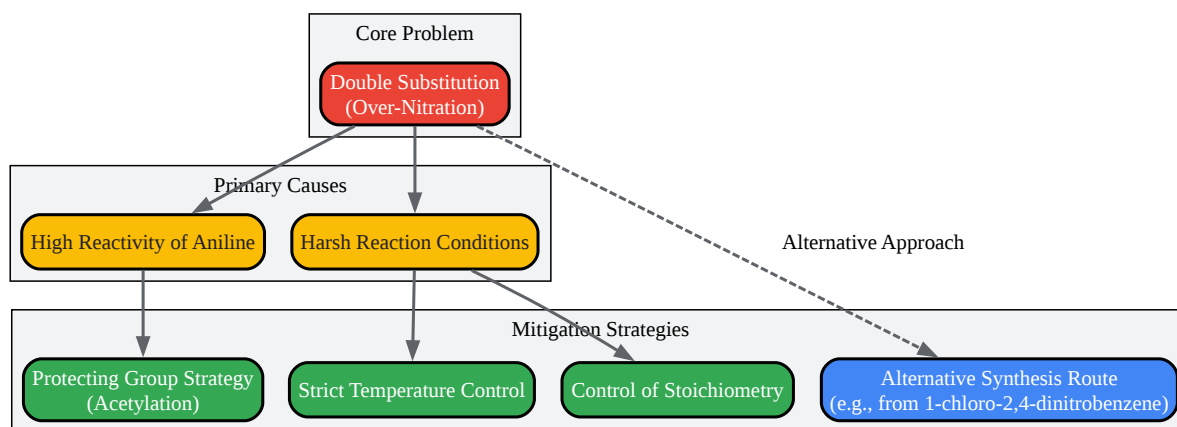 Core Problem
Double Substitution
(Over-Nitration)
Primary Causes
High Reactivity of Aniline
Harsh Reaction Conditions
Alternative Approach
Mitigation Strategies
Protecting Group Strategy
(Acetylation)
Strict Temperature Control
Control of Stoichiometry
Alternative Synthesis Route
(e.g., from 1-chloro-2,4-dinitrobenzene)